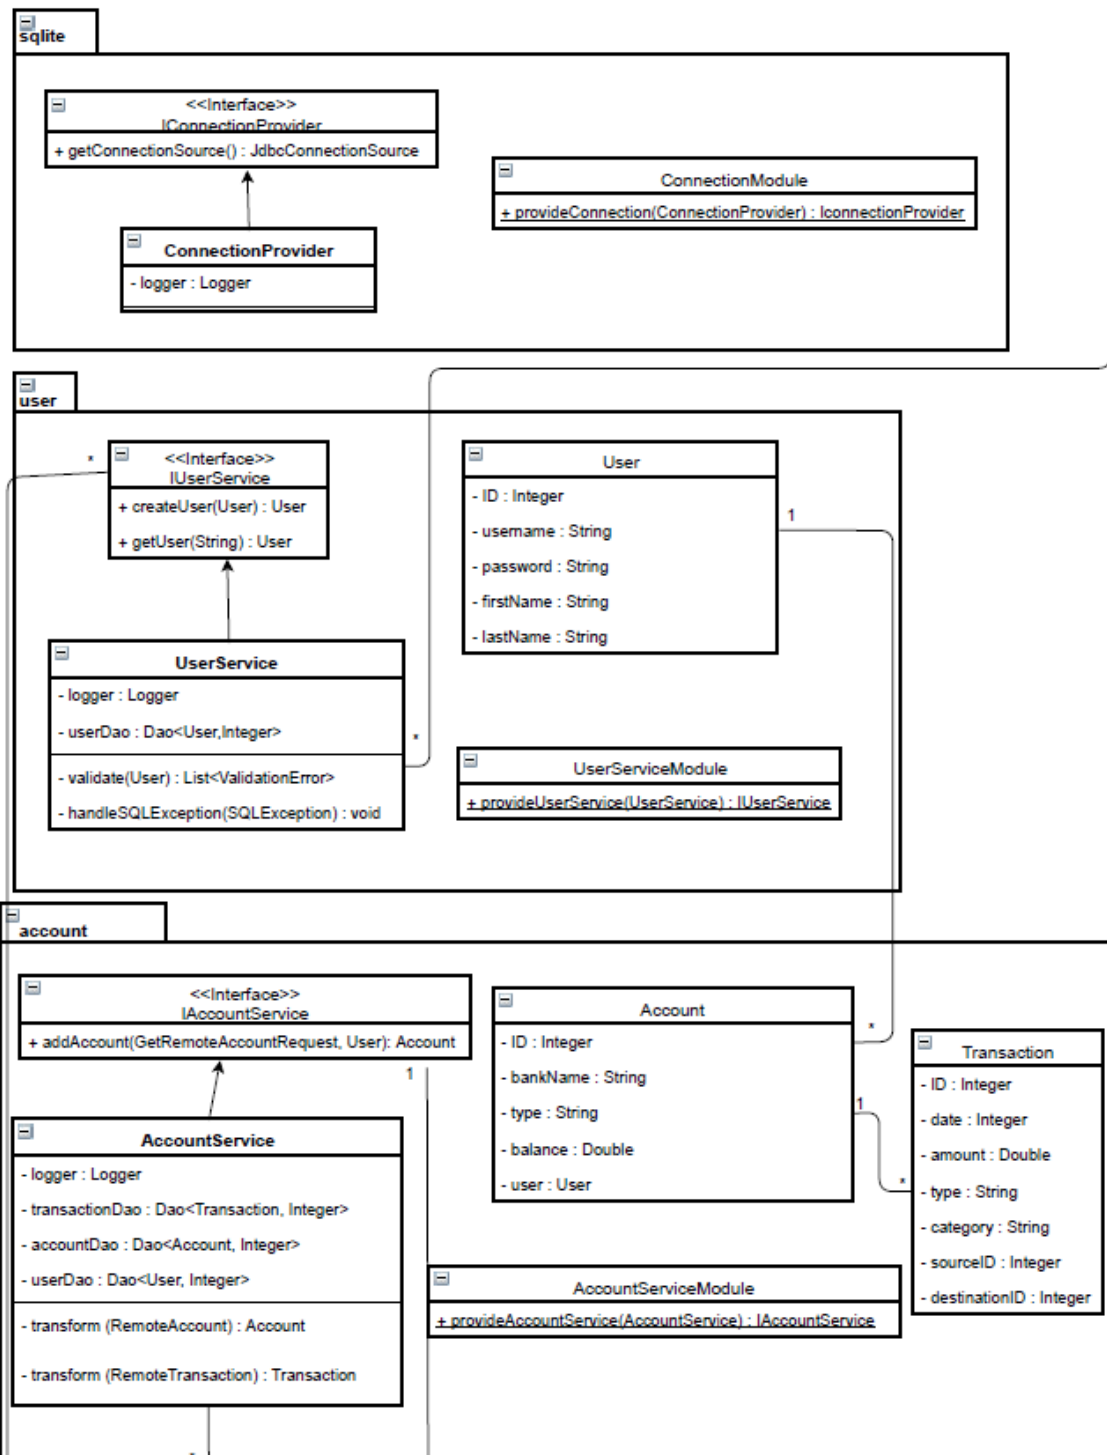 sqlite
<<Interface>>
IConnectionProvider
+ getConnectionSource() : JdbcConnectionSource
ConnectionModule
+ provideConnection(ConnectionProvider) : IconnectionProvider
ConnectionProvider
- logger : Logger
user
*
<<Interface>>
IUserService
+ createUser(User) : User
+ getUser(String) : User
User
- ID : Integer
- username : String
- password : String
- firstName : String
- lastName : String
1
UserService
- logger : Logger
- userDao : Dao<User,Integer>
- validate(User) : List<ValidationError>
- handleSQLException(SQLException) : void
*
UserServiceModule
+ provideUserService(UserService) : IUserService
account
<<Interface>>
IAccountService
+ addAccount(GetRemoteAccountRequest, User): Account
1
Account
- ID : Integer
- bankName : String
- type : String
- balance : Double
- user : User
*
1
*
Transaction
- ID : Integer
- date : Integer
- amount : Double
- type : String
- category : String
- sourceID : Integer
- destinationID : Integer
AccountService
- logger : Logger
- transactionDao : Dao<Transaction, Integer>
- accountDao : Dao<Account, Integer>
- userDao : Dao<User, Integer>
- transform (RemoteAccount) : Account
- transform (RemoteTransaction) : Transaction
AccountServiceModule
+ provideAccountService(AccountService) : IAccountService
*